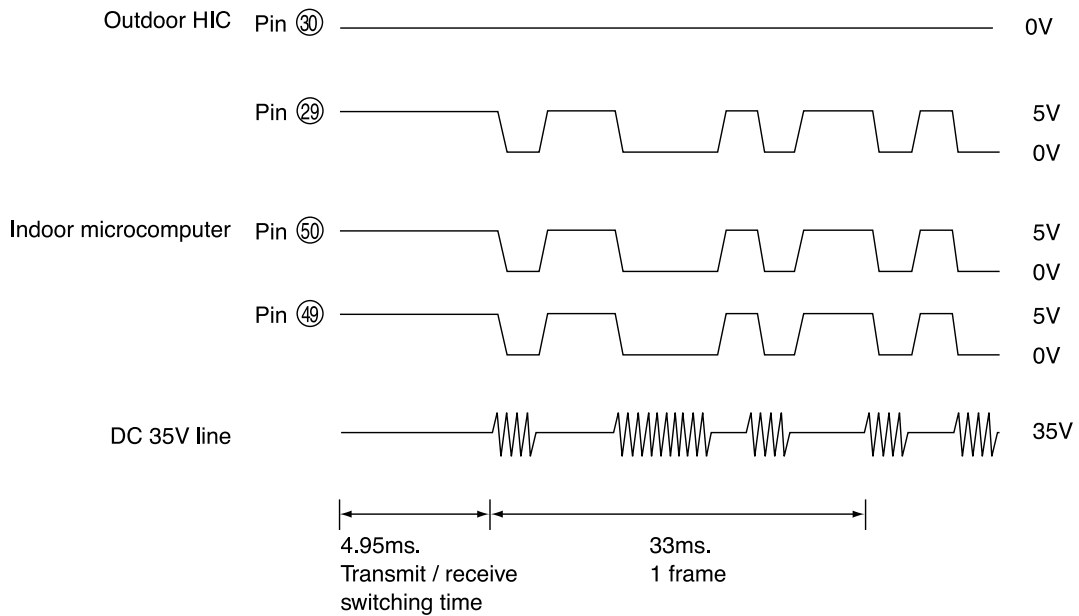 Outdoor HIC Pin ㉚ 0V
Pin ㉙ 5V
0V
Indoor microcomputer Pin ㊿ 5V
0V
Pin ㊾ 5V
0V
DC 35V line 35V
4.95ms. 33ms.
Transmit / receive 1 frame
switching time